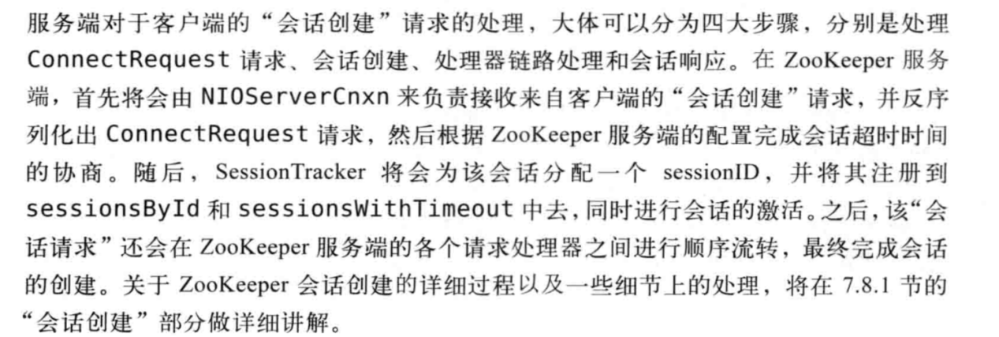 服务端对于客户端的“会话创建”请求的处理，大体可以分为四大步骤，分别是处理
ConnectRequest 请求、会话创建、处理器链路处理和会话响应。在 ZooKeeper 服务
端，首先将会由 NIOServerCnxn 来负责接收来自客户端的“会话创建”请求，并反序
列化出 ConnectRequest 请求，然后根据 ZooKeeper 服务端的配置完成会话超时时间
的协商。随后，SessionTracker 将会为该会话分配一个 sessionID，并将其注册到
sessionsById 和 sessionsWithTimeout 中去，同时进行会话的激活。之后，该“会
话请求”还会在 ZooKeeper 服务端的各个请求处理器之间进行顺序流转，最终完成会话
的创建。关于 ZooKeeper 会话创建的详细过程以及一些细节上的处理，将在 7.8.1 节的
“会话创建”部分做详细讲解。